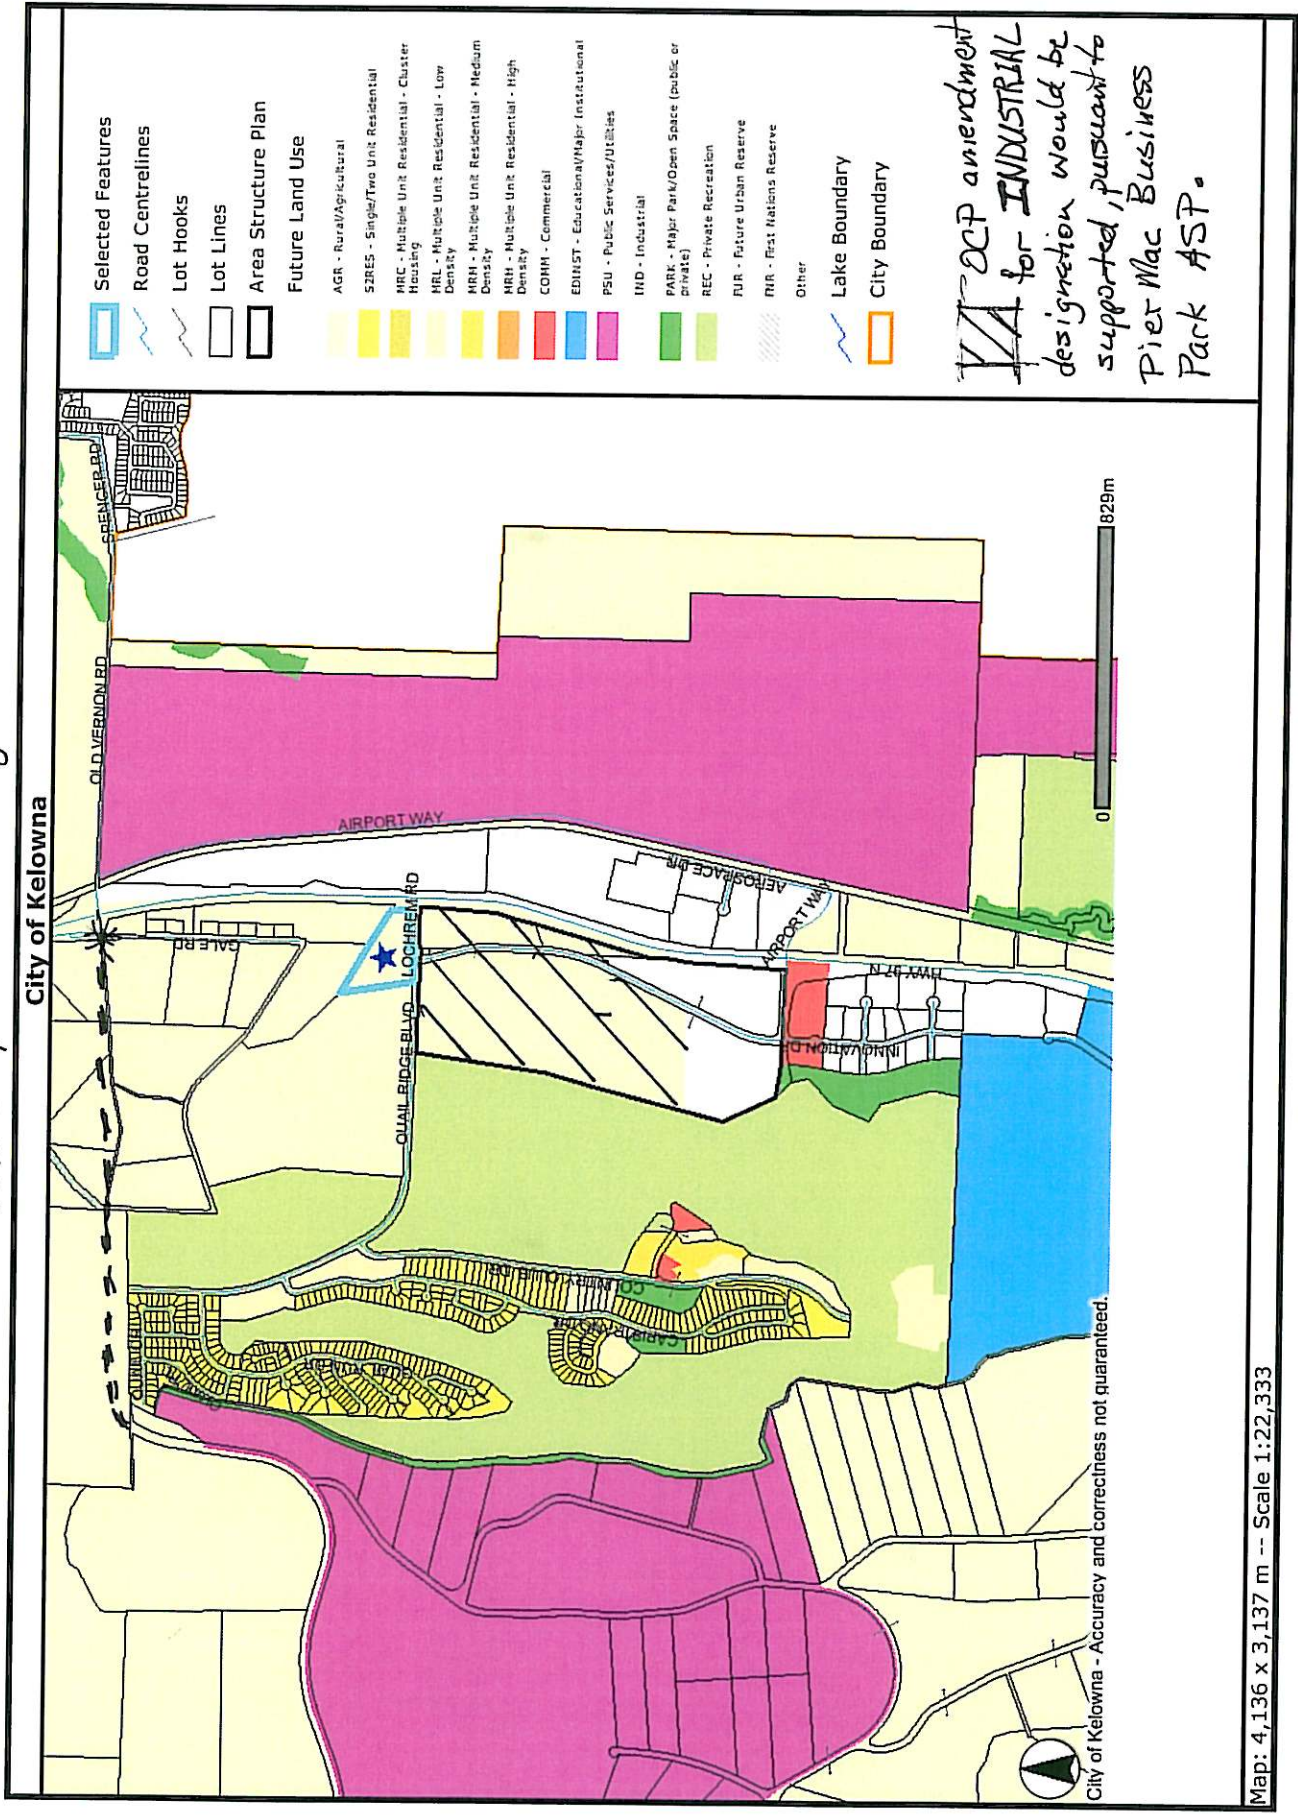 City of Kelowna
Selected Features
Road Centrelines
Lot Hooks
Lot Lines
Area Structure Plan
Future Land Use
AGR - Rural/Agricultural
S2RES - Single/Two Unit Residential
MRC - Multiple Unit Residential - Cluster
Housing
MRL - Multiple Unit Residential - Low
Density
MRM - Multiple Unit Residential - Medium
Density
MRH - Multiple Unit Residential - High
Density
COMM - Commercial
EDINST - Educational/Major Institutional
PSU - Public Services/Utilities
IND - Industrial
PARK - Major Park/Open Space (public or
private)
REC - Private Recreation
FUR - Future Urban Reserve
FNR - First Nations Reserve
Other
Lake Boundary
City Boundary
OCP amendment
for INDUSTRIAL
designation would be
supported, pursuant to
Pier Mac Business
Park ASP.
SPENCER RD
OLD VERNON RD
AIRPORT WAY
GALE RD
LOCHREM RD
QUAIL RIDGE BLVD
AEROSPACE DR
AIRPORT WAY
HWY 97 N
INNOVATION DR
COUNTRY CLUB DR
0
829m
City of Kelowna - Accuracy and correctness not guaranteed.
Map: 4,136 x 3,137 m -- Scale 1:22,333